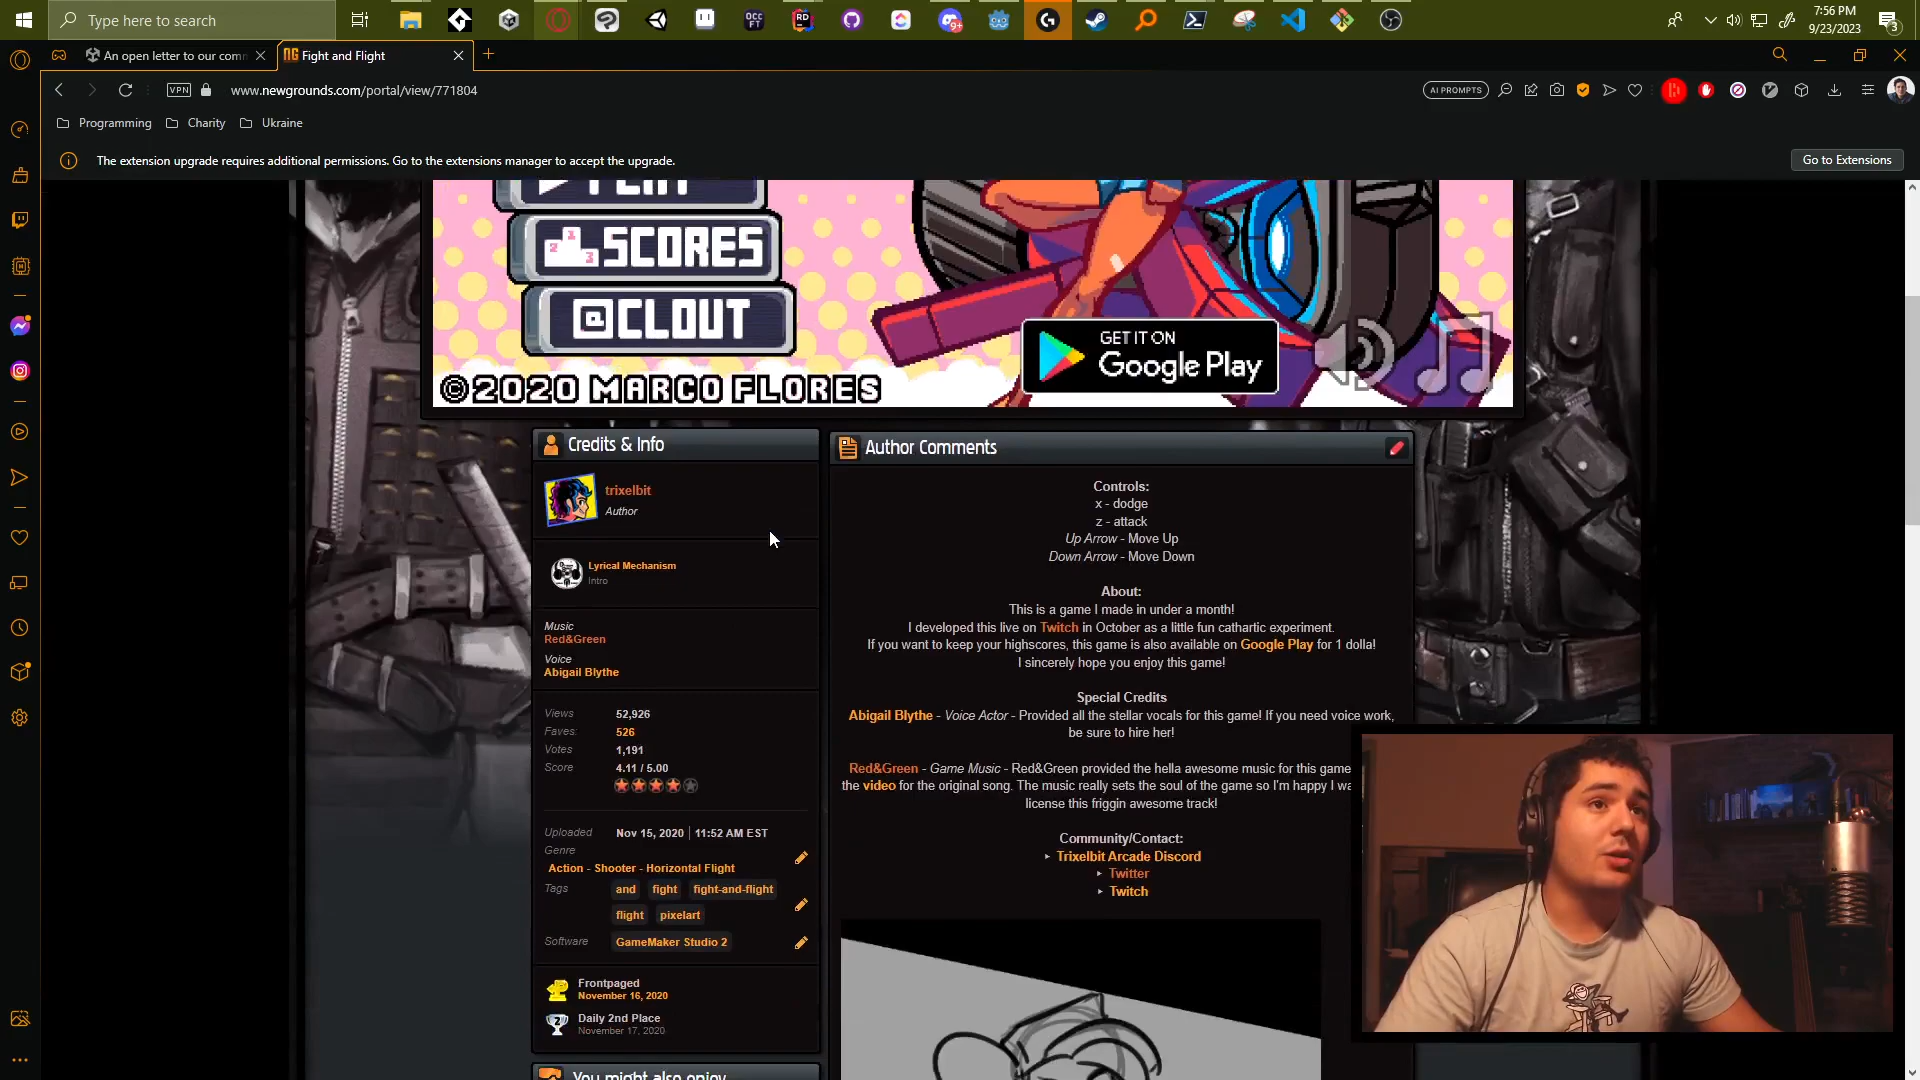 Type here to search
7:56 PM
9/23/2023
3
An open letter to our com
Fight and Flight
VPN
www.newgrounds.com/portal/view/771804
AI PROMPTS
Programming
Charity
Ukraine
The extension upgrade requires additional permissions. Go to the extensions manager to accept the upgrade.
Go to Extensions
SCORES
@CLOUT
GET IT ON
Google Play
©2020 MARCO FLORES
Credits & Info
trixelbit
Author
Lyrical Mechanism
Intro
Music
Red&Green
Voice
Abigail Blythe
Views 52,926
Faves: 526
Votes 1,191
Score 4.11 / 5.00
Uploaded Nov 15, 2020 | 11:52 AM EST
Genre
Action - Shooter - Horizontal Flight
Tags and fight fight-and-flight
flight pixelart
Software GameMaker Studio 2
Frontpaged
November 16, 2020
Daily 2nd Place
November 17, 2020
You might also enjoy
Author Comments
Controls:
x - dodge
z - attack
Up Arrow - Move Up
Down Arrow - Move Down
About:
This is a game I made in under a month!
I developed this live on Twitch in October as a little fun cathartic experiment.
If you want to keep your highscores, this game is also available on Google Play for 1 dolla!
I sincerely hope you enjoy this game!
Special Credits
Abigail Blythe - Voice Actor - Provided all the stellar vocals for this game! If you need voice work,
be sure to hire her!
Red&Green - Game Music - Red&Green provided the hella awesome music for this game
the video for the original song. The music really sets the soul of the game so I'm happy I wa
license this friggin awesome track!
Community/Contact:
▸ Trixelbit Arcade Discord
▸ Twitter
▸ Twitch